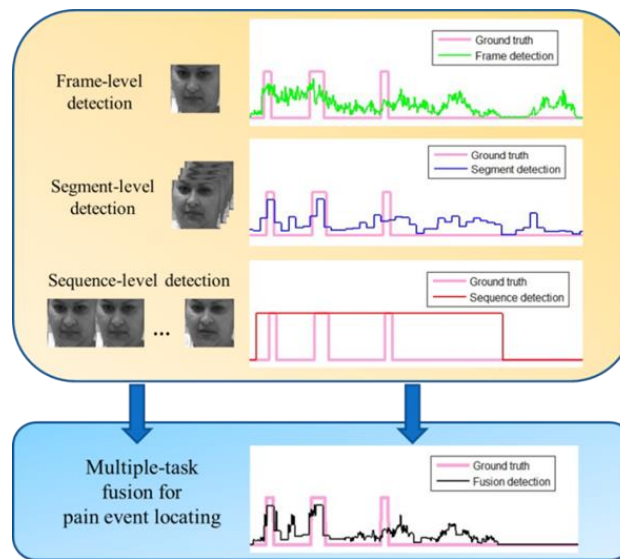 Frame-level
detection
Ground truth
Frame detection
Segment-level
detection
Ground truth
Segment detection
Sequence-level detection
...
Ground truth
Sequence detection
Multiple-task
fusion for
pain event locating
Ground truth
Fusion detection